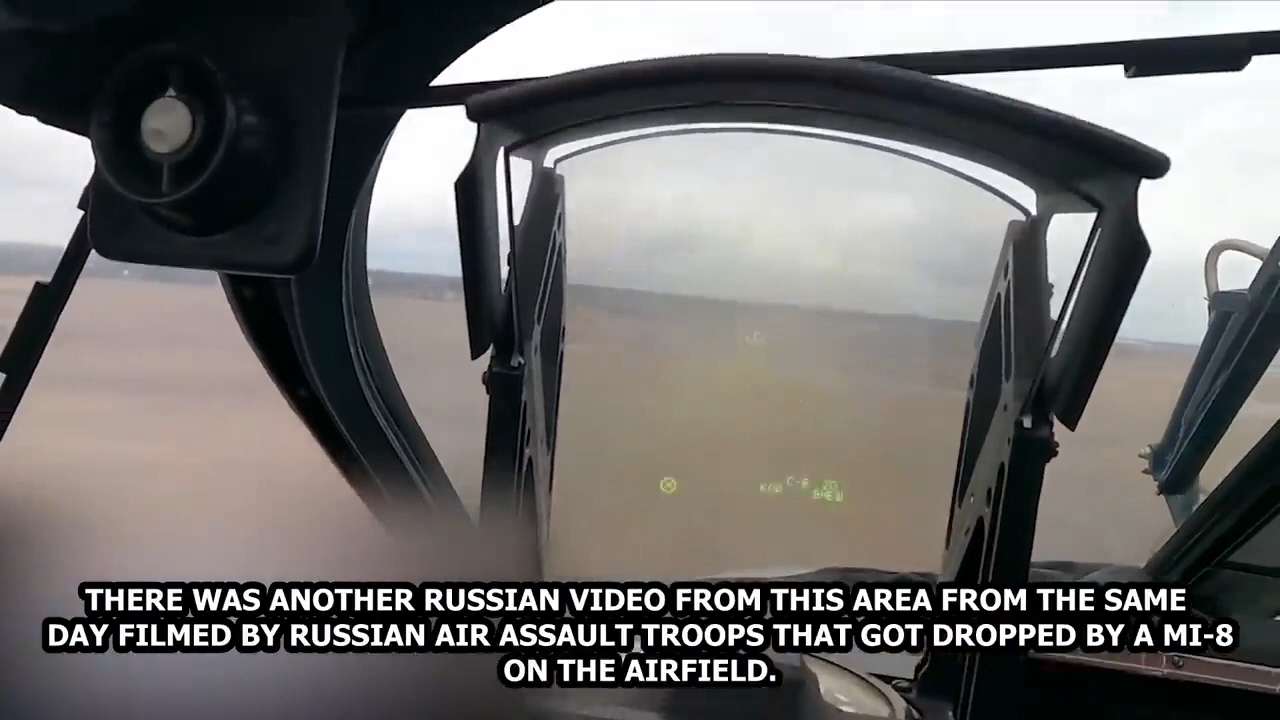 С-8
THERE WAS ANOTHER RUSSIAN VIDEO FROM THIS AREA FROM THE SAME
DAY FILMED BY RUSSIAN AIR ASSAULT TROOPS THAT GOT DROPPED BY A MI-8
ON THE AIRFIELD.